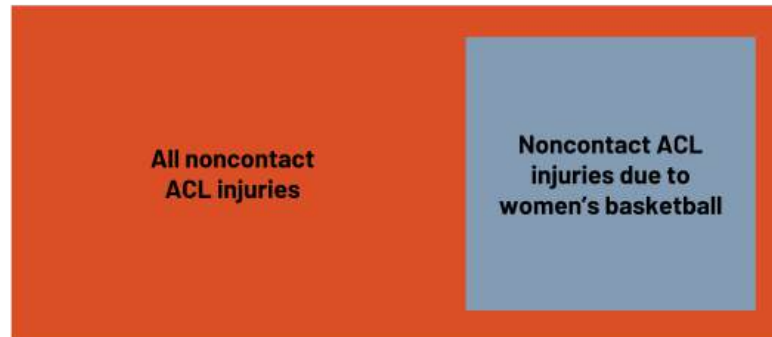 All noncontact
ACL injuries
Noncontact ACL
injuries due to
women’s basketball